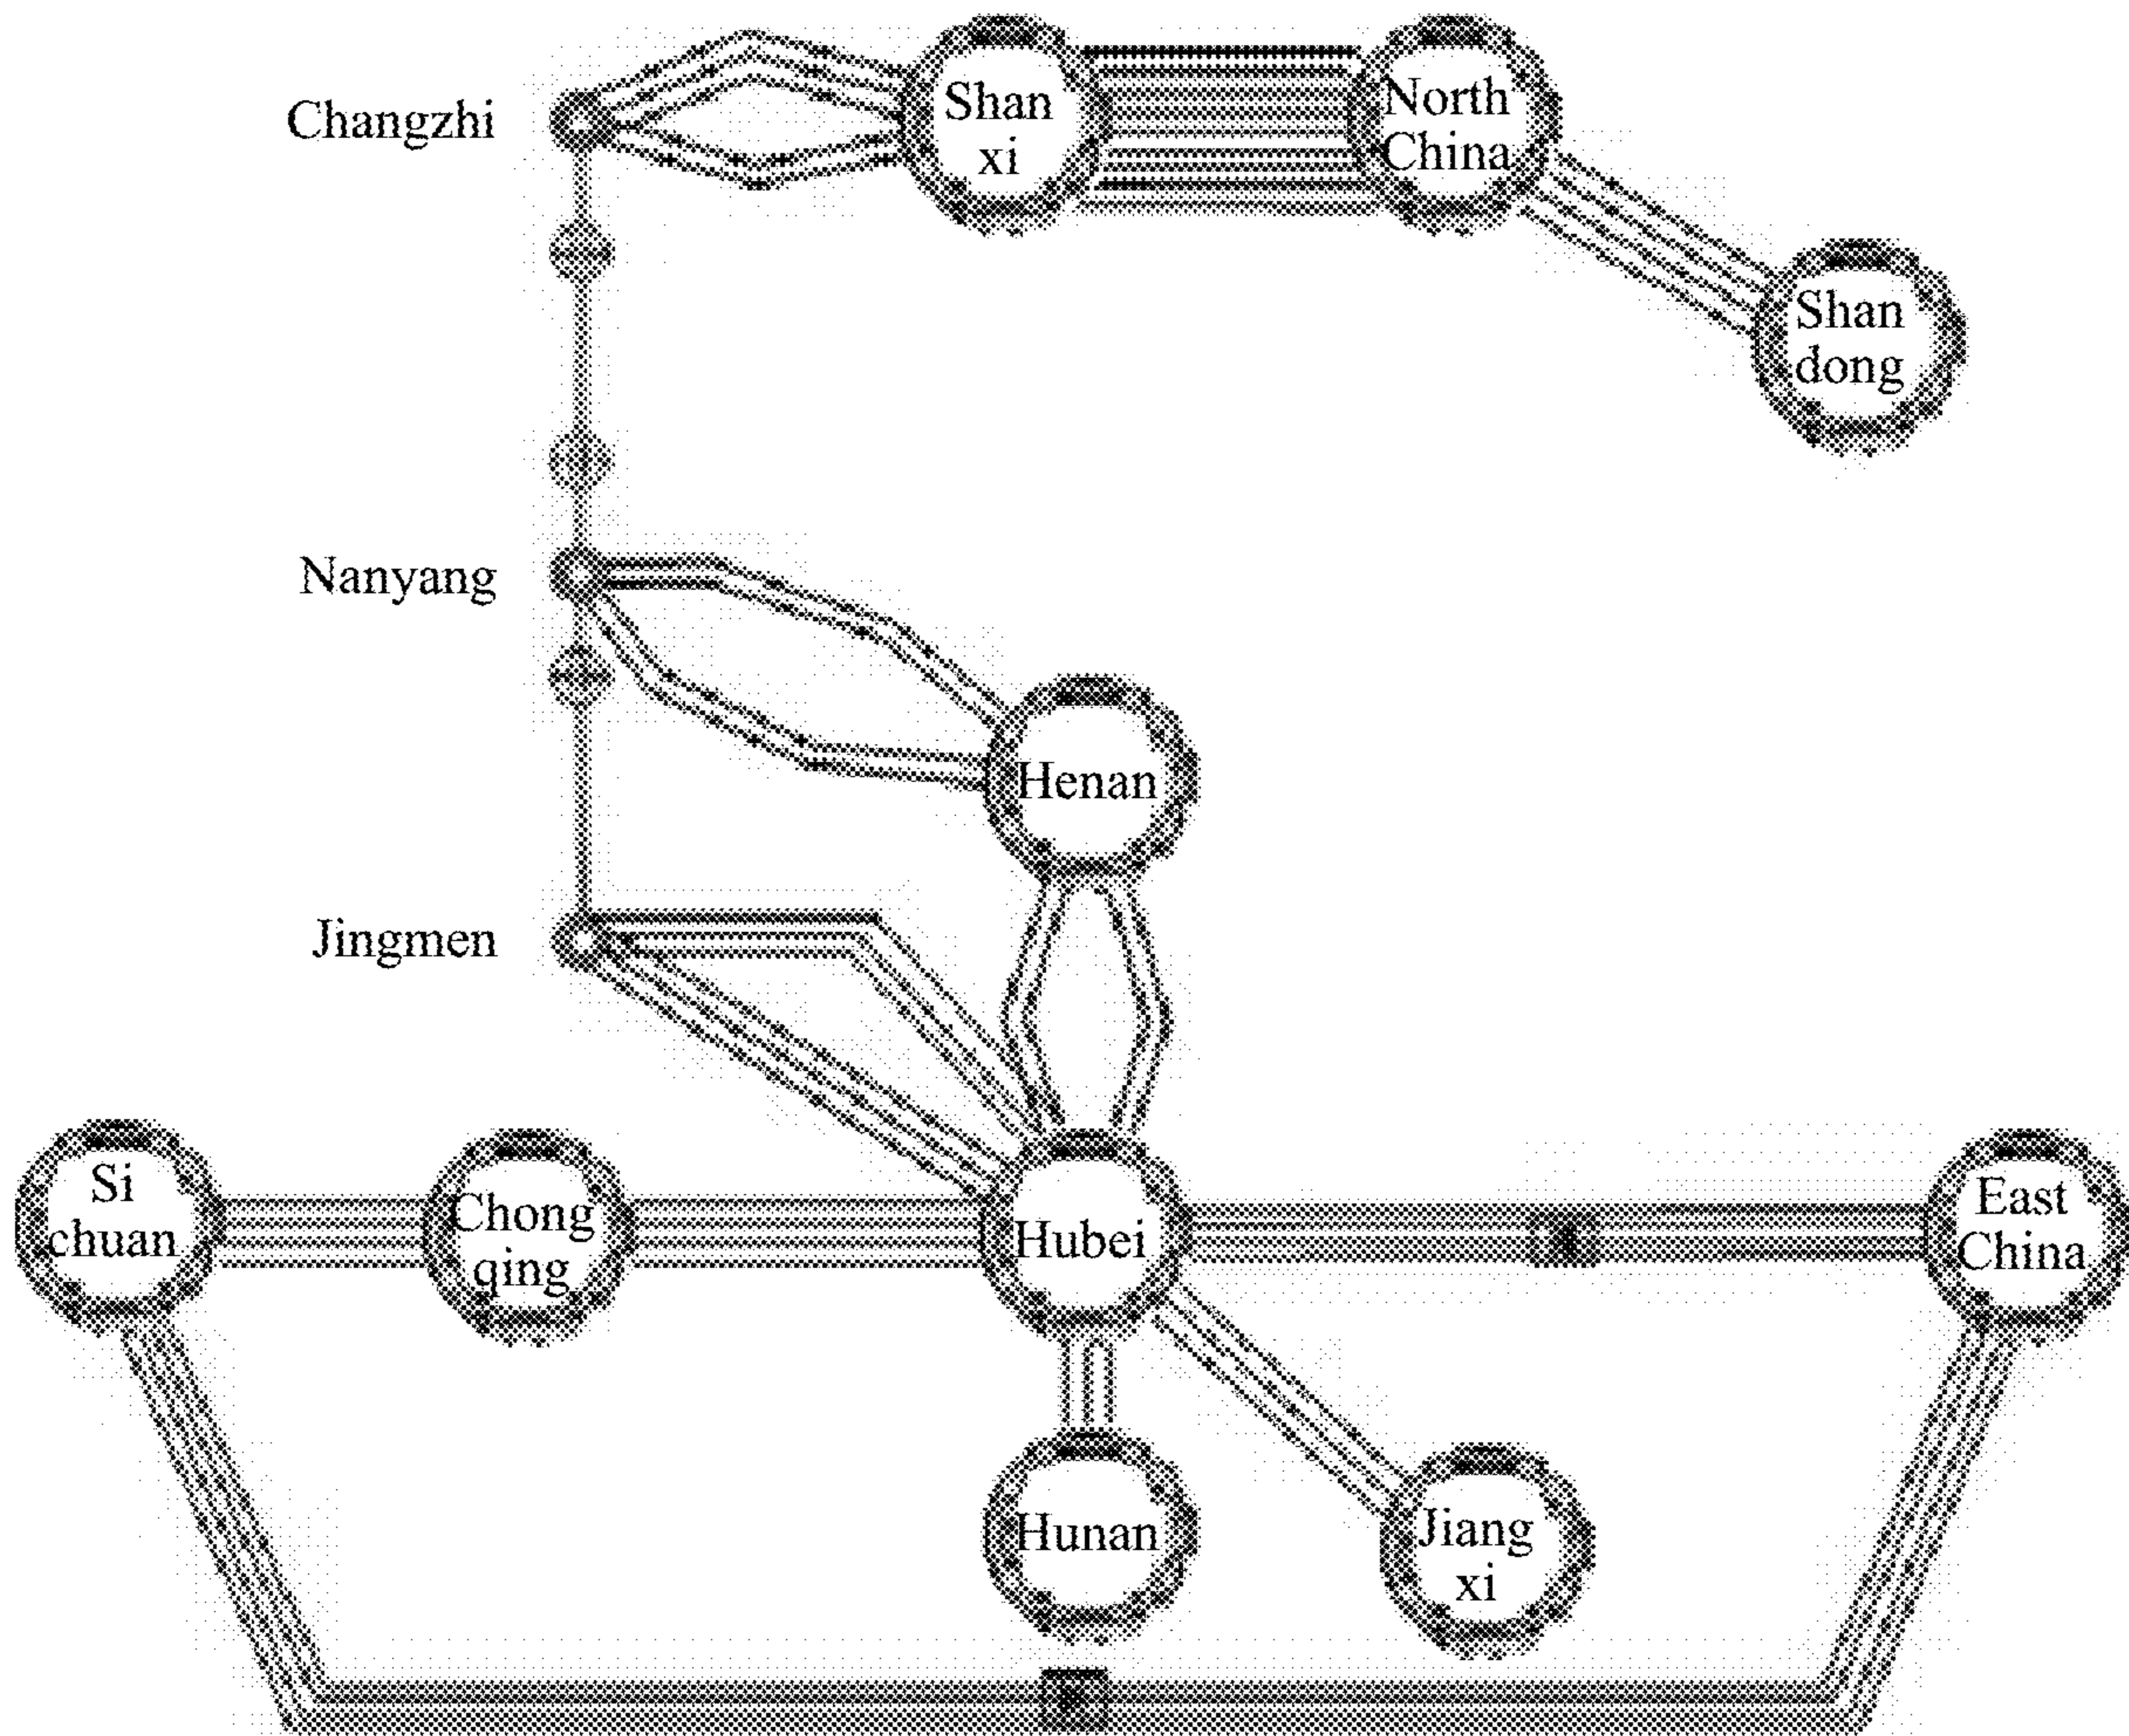 Changzhi
Shan
xi
North
China
Shan
dong
Nanyang
Henan
Jingmen
Si
chuan
Chong
qing
Hubei
East
China
Hunan
Jiang
xi